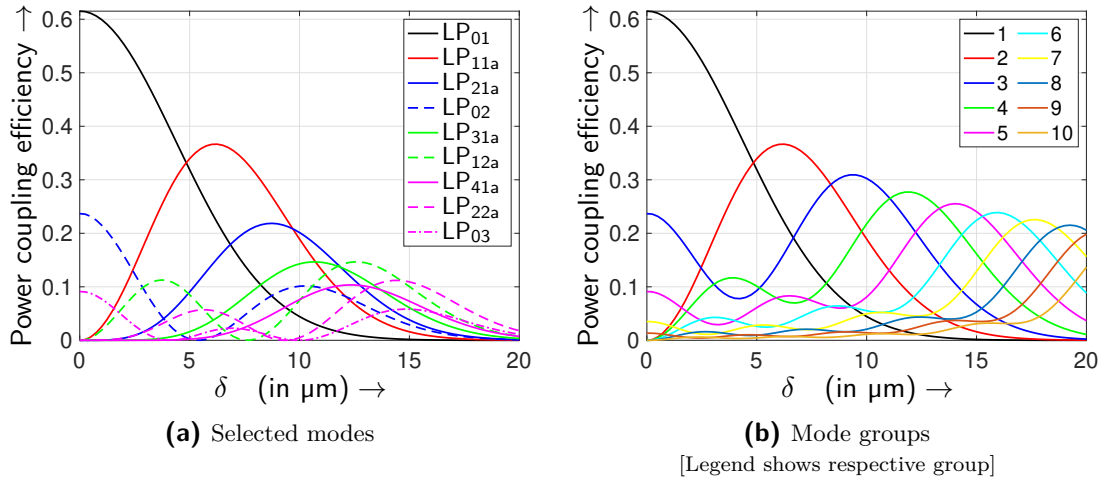 Power coupling efficiency →
0.6
0.5
0.4
0.3
0.2
0.1
0
0 5 10 15 20
δ (in μm) →
LP01
LP11a
LP21a
LP02
LP31a
LP12a
LP41a
LP22a
LP03
(a) Selected modes
Power coupling efficiency →
0.6
0.5
0.4
0.3
0.2
0.1
0
0 5 10 15 20
δ (in μm) →
1 6
2 7
3 8
4 9
5 10
(b) Mode groups
[Legend shows respective group]